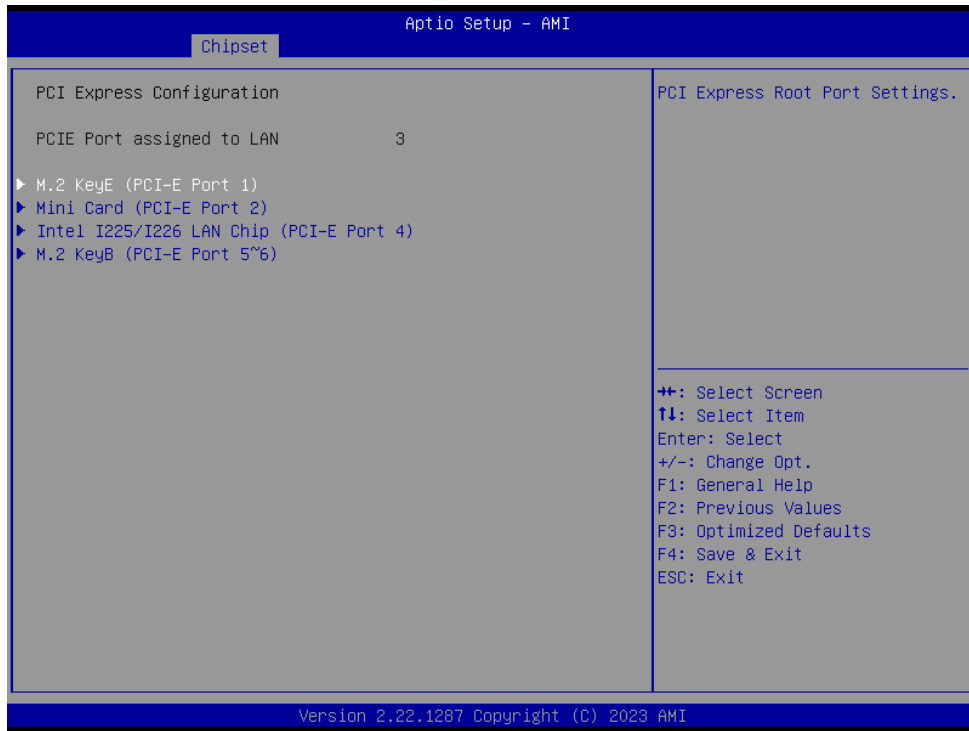 Aptio Setup – AMI
Chipset
PCI Express Configuration
PCIE Port assigned to LAN 3
▶ M.2 KeyE (PCI-E Port 1)
▶ Mini Card (PCI-E Port 2)
▶ Intel I225/I226 LAN Chip (PCI-E Port 4)
▶ M.2 KeyB (PCI-E Port 5~6)
PCI Express Root Port Settings.
→←: Select Screen
↑↓: Select Item
Enter: Select
+/-: Change Opt.
F1: General Help
F2: Previous Values
F3: Optimized Defaults
F4: Save & Exit
ESC: Exit
Version 2.22.1287 Copyright (C) 2023 AMI